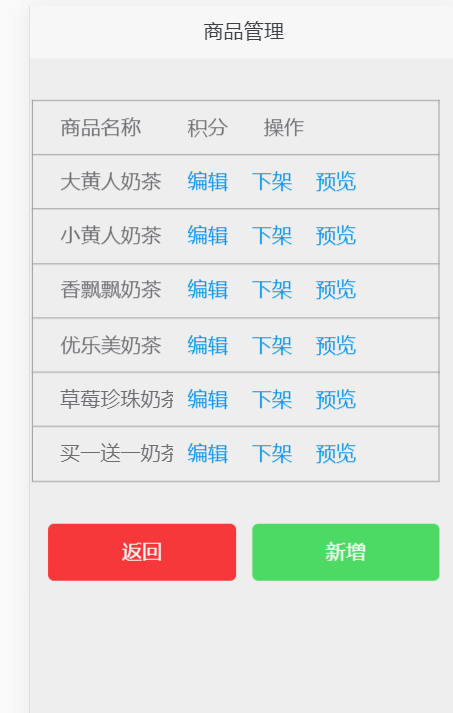 商品管理
商品名称 积分 操作
大黄人奶茶 编辑 下架 预览
小黄人奶茶 编辑 下架 预览
香飘飘奶茶 编辑 下架 预览
优乐美奶茶 编辑 下架 预览
草莓珍珠奶茶 编辑 下架 预览
买一送一奶茶 编辑 下架 预览
返回 新增